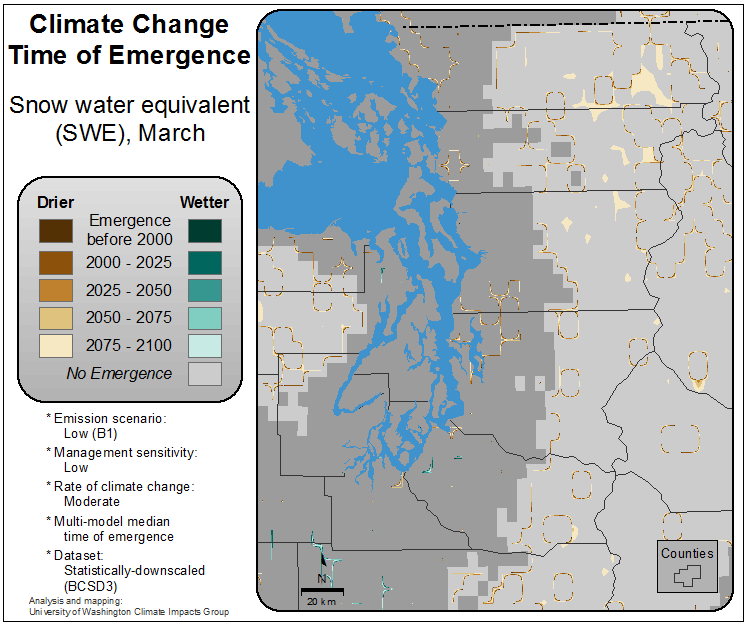 Climate Change
Time of Emergence
Snow water equivalent
(SWE), March
Drier Wetter
Emergence
before 2000
2000 - 2025
2025 - 2050
2050 - 2075
2075 - 2100
No Emergence
* Emission scenario:
Low (B1)
* Management sensitivity:
Low
* Rate of climate change:
Moderate
* Multi-model median
time of emergence
* Dataset:
Statistically-downscaled
(BCSD3)
Analysis and mapping:
University of Washington Climate Impacts Group
N
20 km
Counties